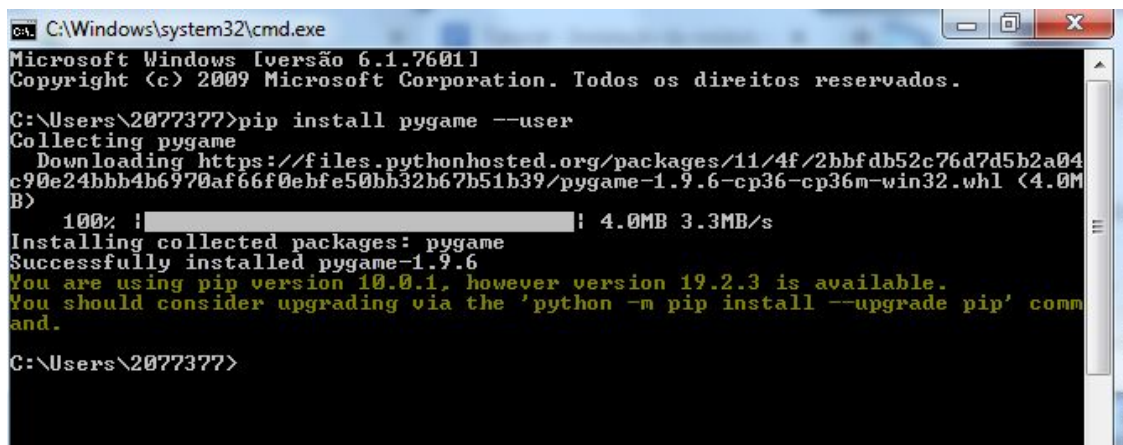 C:\Windows\system32\cmd.exe
Microsoft Windows [versão 6.1.7601]
Copyright (c) 2009 Microsoft Corporation. Todos os direitos reservados.
C:\Users\2077377>pip install pygame --user
Collecting pygame
  Downloading https://files.pythonhosted.org/packages/11/4f/2bbfdb52c76d7d5b2a04
c90e24bbb4b6970af66f0ebfe50bb32b67b51b39/pygame-1.9.6-cp36-cp36m-win32.whl (4.0M
B)
    100% |████████████████████████████████| 4.0MB 3.3MB/s
Installing collected packages: pygame
Successfully installed pygame-1.9.6
You are using pip version 10.0.1, however version 19.2.3 is available.
You should consider upgrading via the 'python -m pip install --upgrade pip' comm
and.
C:\Users\2077377>